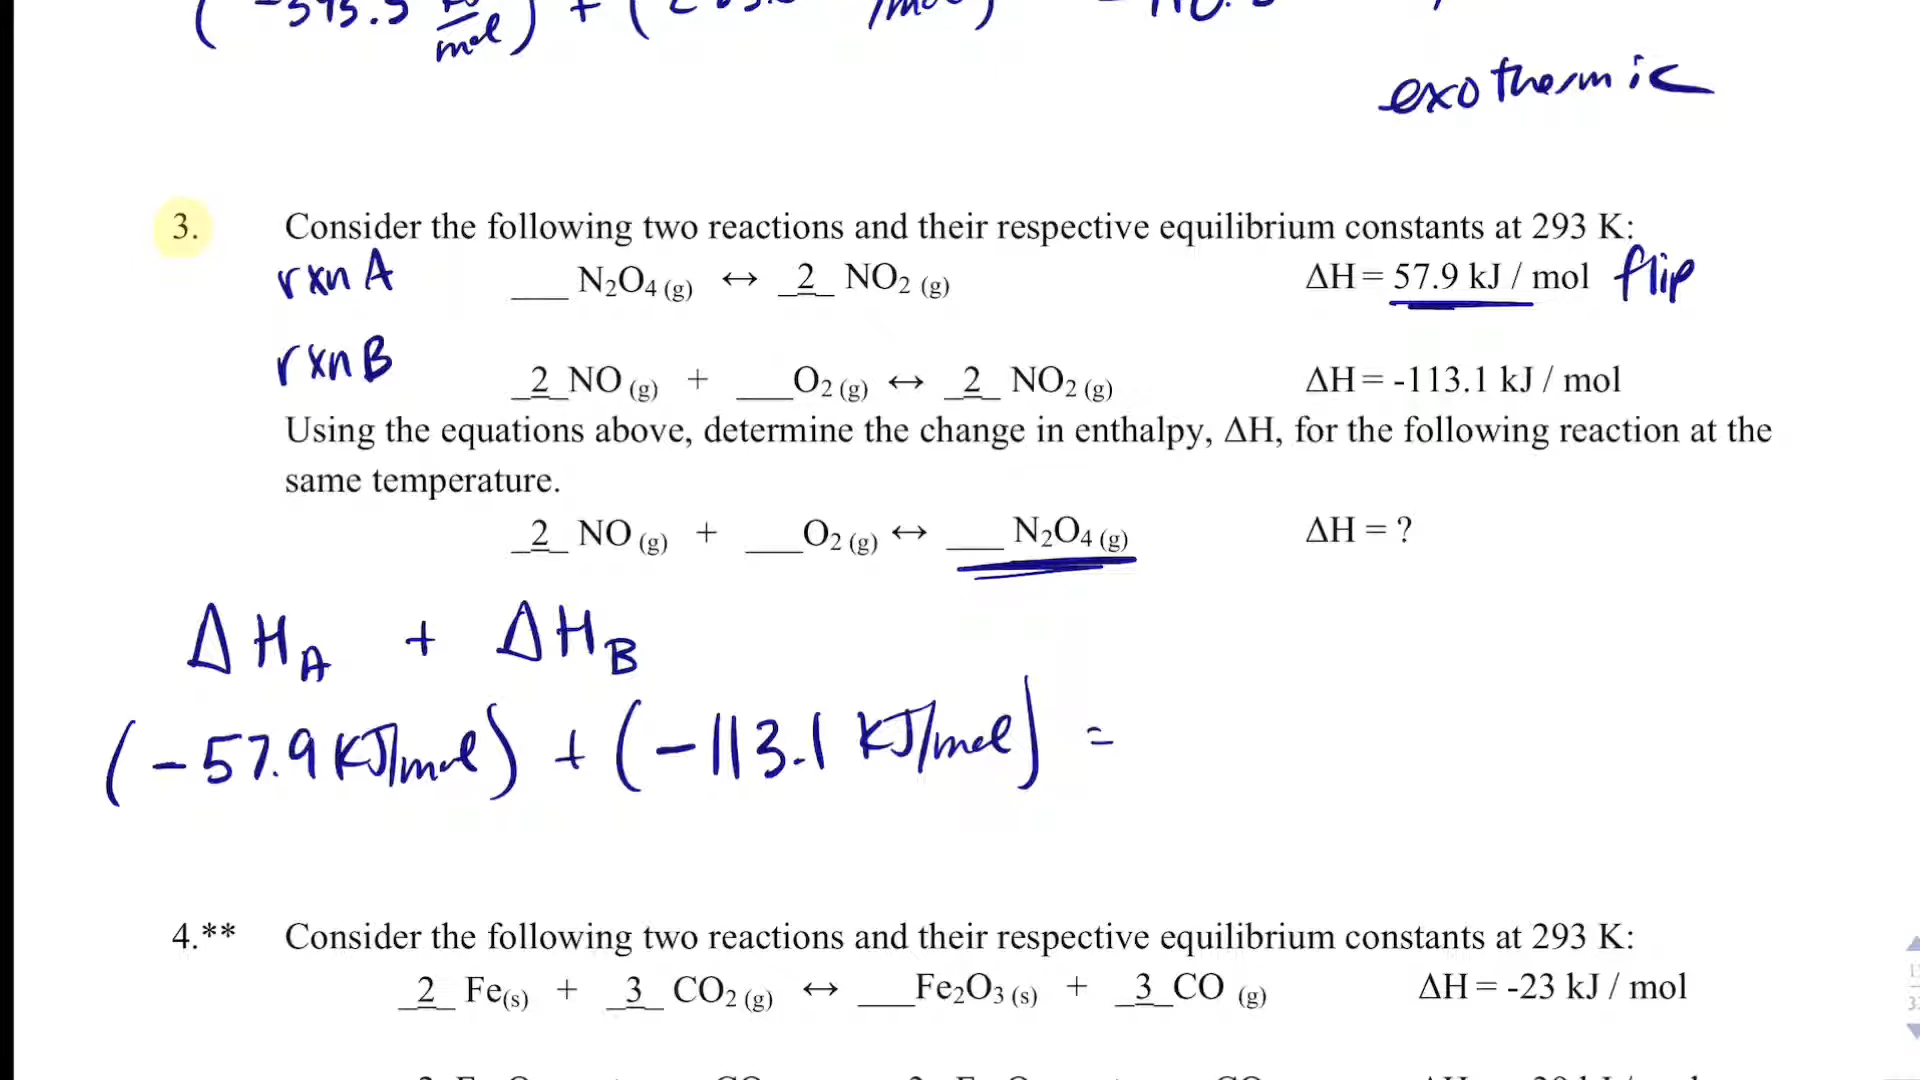 mol
exothermic
3. Consider the following two reactions and their respective equilibrium constants at 293 K:
rxn A ___ N₂O₄ (g) ↔ _2_ NO₂ (g) ΔH = 57.9 kJ / mol flip
rxn B _2_ NO (g) + ___ O₂ (g) ↔ _2_ NO₂ (g) ΔH = -113.1 kJ / mol
Using the equations above, determine the change in enthalpy, ΔH, for the following reaction at the
same temperature.
_2_ NO (g) + ___ O₂ (g) ↔ ___ N₂O₄ (g) ΔH = ?
ΔH_A + ΔH_B
(-57.9 KJ/mol) + (-113.1 KJ/mol) =
4.** Consider the following two reactions and their respective equilibrium constants at 293 K:
_2_ Fe(s) + _3_ CO₂ (g) ↔ ___ Fe₂O₃ (s) + _3_ CO (g) ΔH = -23 kJ / mol